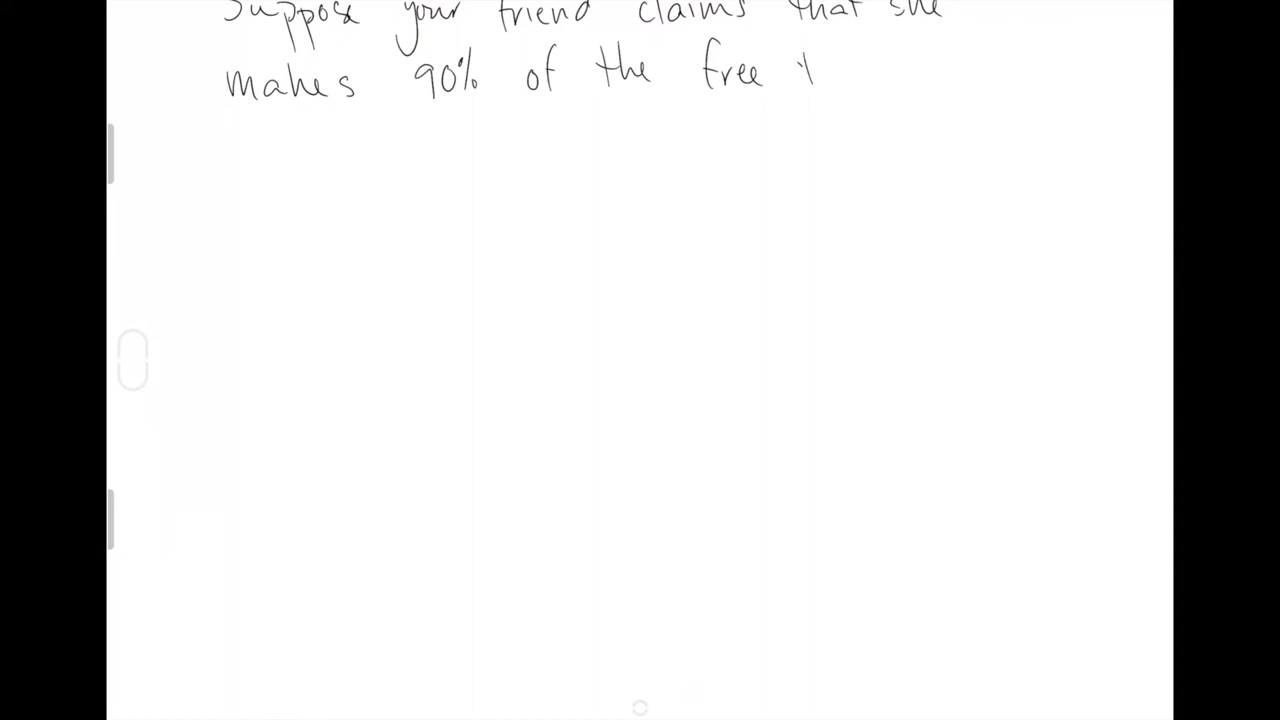 Suppose your friend claims that she
makes 90% of the free